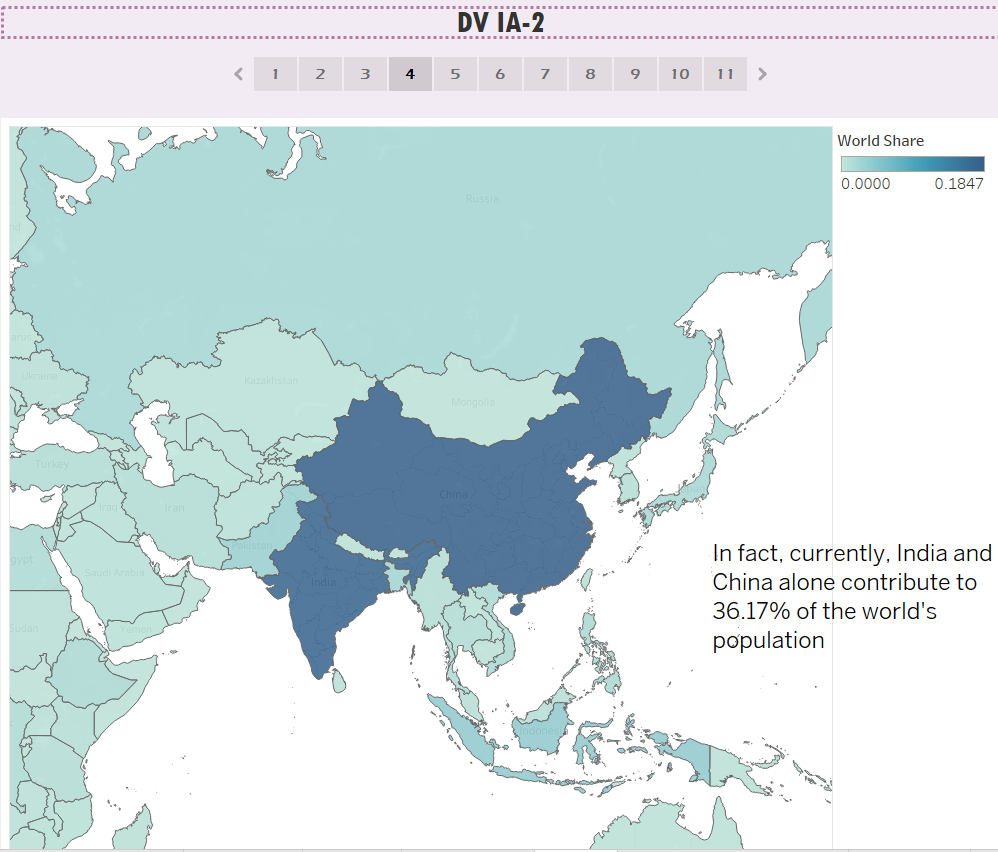 DV IA-2
1 2 3 4 5 6 7 8 9 10 11
World Share
0.0000 0.1847
Russia
Ukraine
Kazakhstan
Mongolia
Turkey
China
Iraq
Iran
Pakistan
In fact, currently, India and
China alone contribute to
36.17% of the world's
population
Saudi Arabia
India
Sudan
Yemen
Indonesia